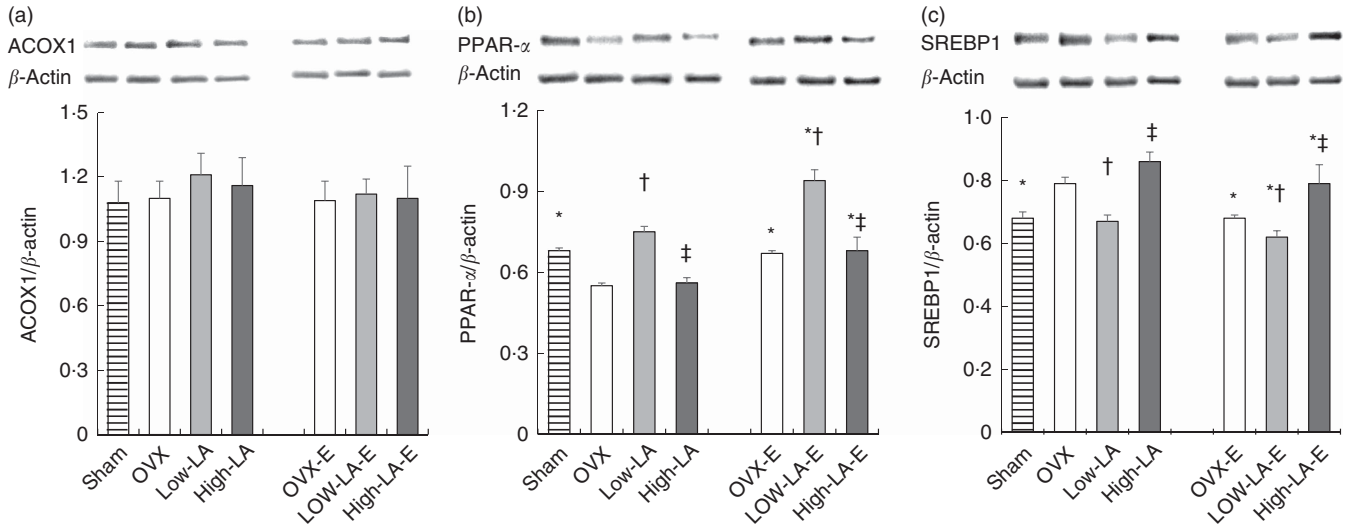 (a)
ACOX1
β-Actin
1·5
1·2
0·9
0·6
0·3
0
ACOX1/β-actin
Sham
OVX
Low-LA
High-LA
OVX-E
LOW-LA-E
High-LA-E
(b)
PPAR-α
β-Actin
1·2
0·9
0·6
0·3
0
PPAR-α/β-actin
*
†
‡
*
*†
*‡
Sham
OVX
Low-LA
High-LA
OVX-E
LOW-LA-E
High-LA-E
(c)
SREBP1
β-Actin
1·0
0·8
0·6
0·4
0·2
0
SREBP1/β-actin
*
†
‡
*
*†
*‡
Sham
OVX
Low-LA
High-LA
OVX-E
LOW-LA-E
High-LA-E